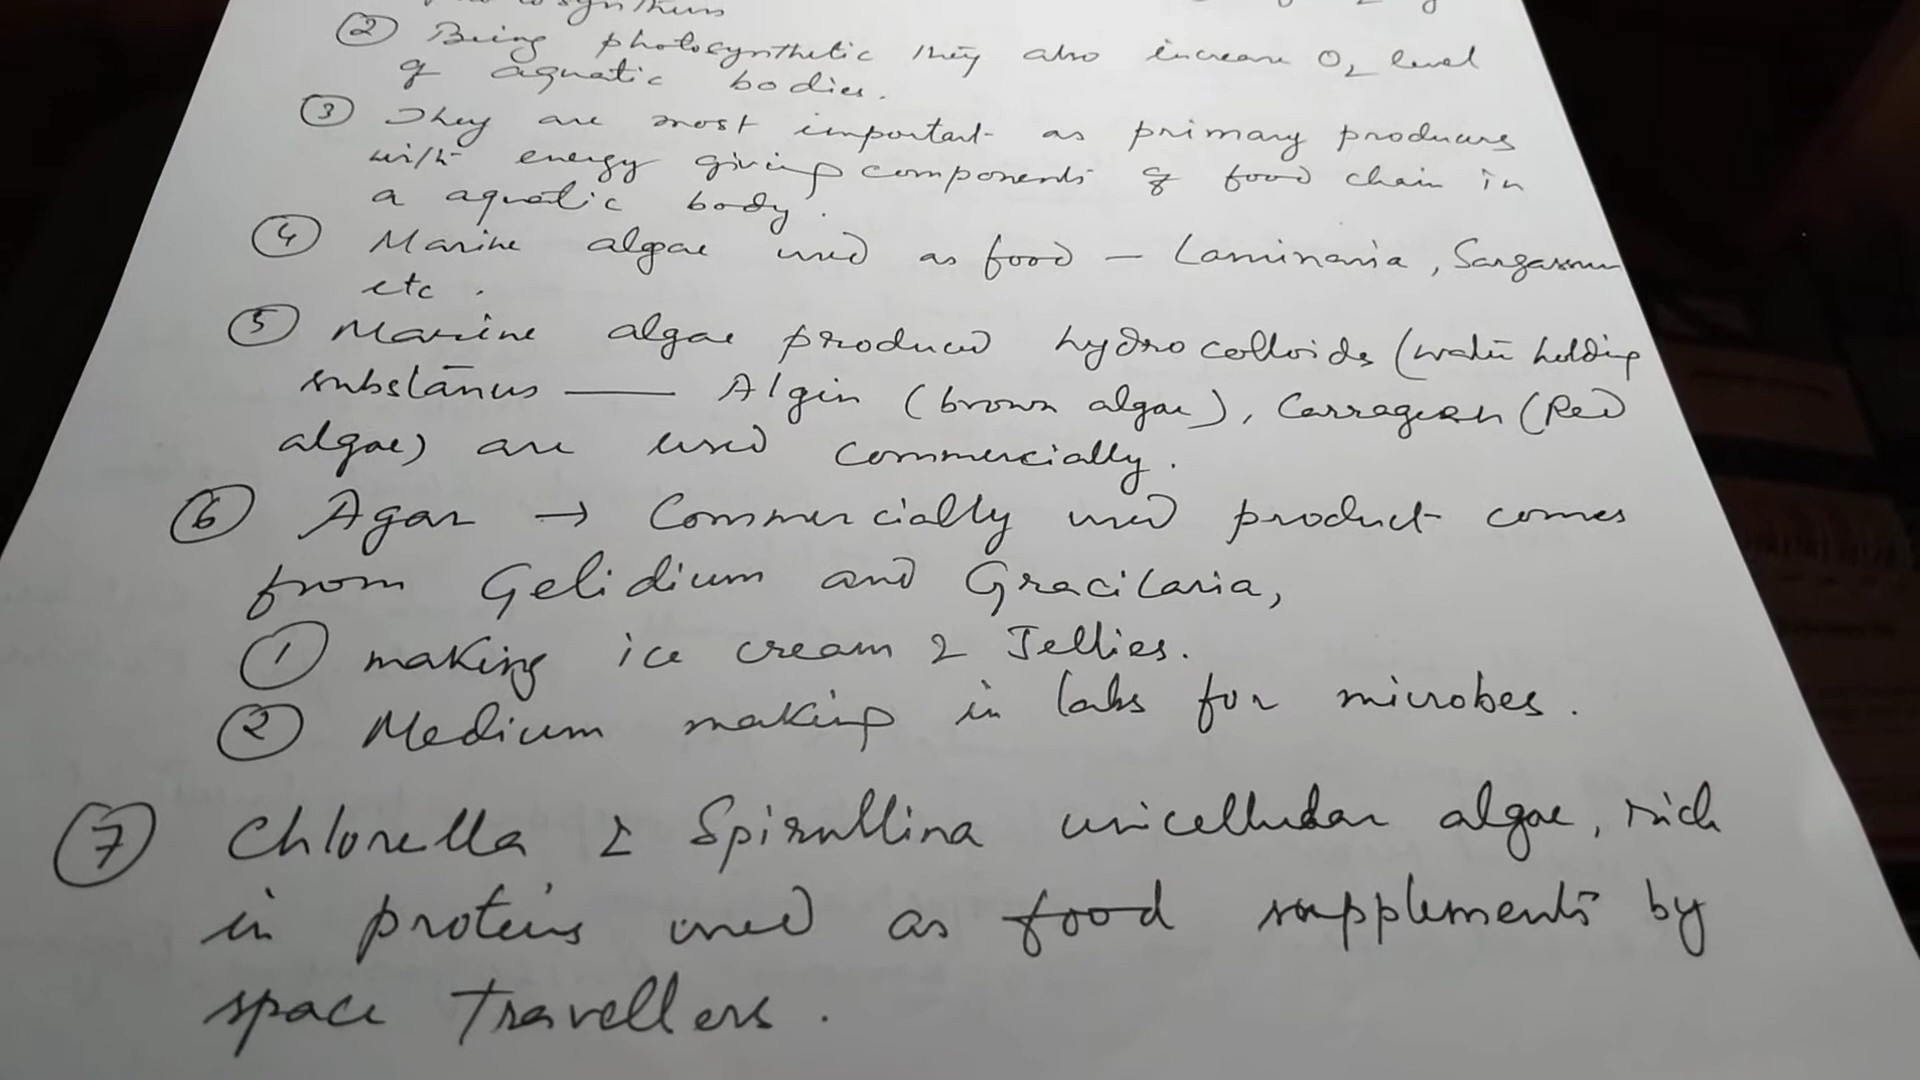 ② Being photosynthetic they also increase O₂ level
of aquatic bodies.
③ They are most important as primary producers
with energy giving components of food chain in
a aquatic body.
④ Marine algae used as food – Laminaria, Sargassum
etc.
⑤ Marine algae produced hydrocolloids (water holding
substances — Algin (brown algae), Carrageen (Red
algae) are used commercially.
⑥ Agar → Commercially used product comes
from Gelidium and Gracilaria,
① making ice cream & Jellies.
② Medium making in labs for microbes.
⑦ Chlorella & Spirullina unicellular algae, rich
in proteins used as food supplements by
space Travellers.